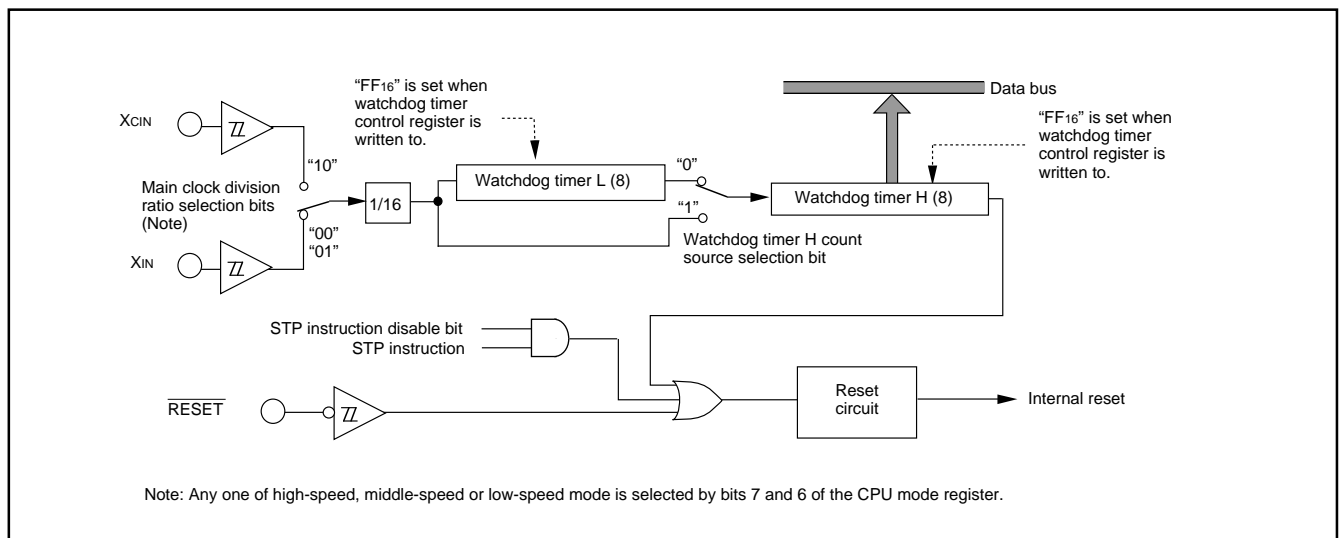 "FF16" is set when
watchdog timer
control register is
written to.
Data bus
"FF16" is set when
watchdog timer
control register is
written to.
XCIN
"10"
Main clock division
ratio selection bits
(Note)
"00"
"01"
XIN
1/16
Watchdog timer L (8)
"0"
"1"
Watchdog timer H count
source selection bit
Watchdog timer H (8)
STP instruction disable bit
STP instruction
RESET
Reset
circuit
Internal reset
Note: Any one of high-speed, middle-speed or low-speed mode is selected by bits 7 and 6 of the CPU mode register.